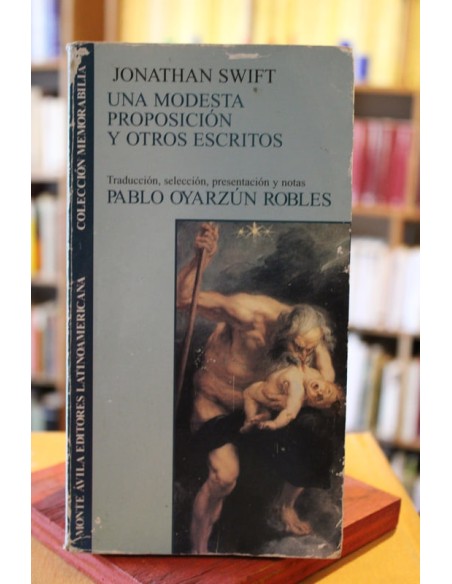 JONATHAN SWIFT
UNA MODESTA
PROPOSICIÓN
Y OTROS ESCRITOS
Traducción, selección, presentación y notas
PABLO OYARZÚN ROBLES
MONTE ÁVILA EDITORES LATINOAMERICANA
COLECCIÓN MEMORABILIA